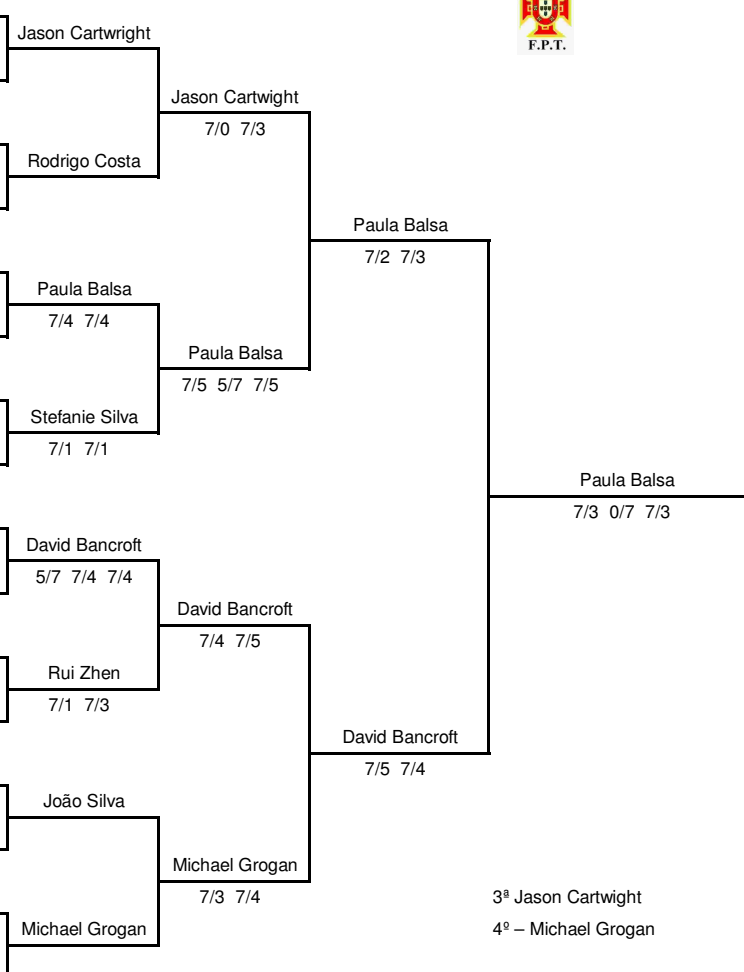 F.P.T.
Jason Cartwright
Jason Cartwight
7/0 7/3
Rodrigo Costa
Paula Balsa
7/2 7/3
Paula Balsa
7/4 7/4
Paula Balsa
7/5 5/7 7/5
Stefanie Silva
7/1 7/1
Paula Balsa
7/3 0/7 7/3
David Bancroft
5/7 7/4 7/4
David Bancroft
7/4 7/5
Rui Zhen
7/1 7/3
David Bancroft
7/5 7/4
João Silva
Michael Grogan
7/3 7/4
Michael Grogan
3ª Jason Cartwight
4º – Michael Grogan